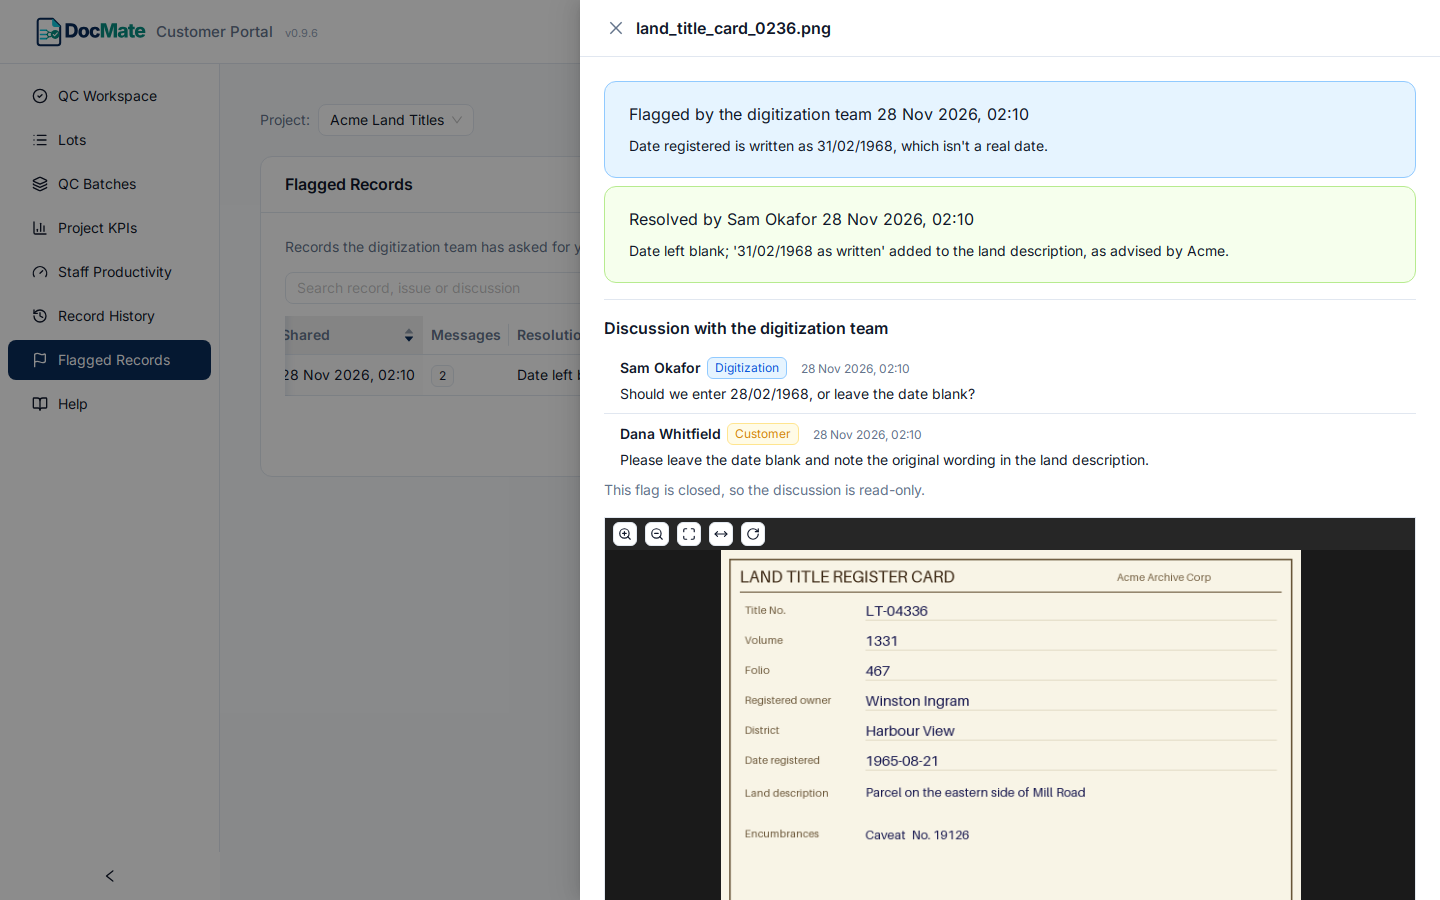 DocMate Customer Portal v0.9.6
QC Workspace
Lots
QC Batches
Project KPIs
Staff Productivity
Record History
Flagged Records
Help
Project: Acme Land Titles
Flagged Records
Records the digitization team has asked for y
Search record, issue or discussion
Shared Messages Resolutio
28 Nov 2026, 02:10 2 Date left b
land_title_card_0236.png
Flagged by the digitization team 28 Nov 2026, 02:10
Date registered is written as 31/02/1968, which isn't a real date.
Resolved by Sam Okafor 28 Nov 2026, 02:10
Date left blank; '31/02/1968 as written' added to the land description, as advised by Acme.
Discussion with the digitization team
Sam Okafor Digitization 28 Nov 2026, 02:10
Should we enter 28/02/1968, or leave the date blank?
Dana Whitfield Customer 28 Nov 2026, 02:10
Please leave the date blank and note the original wording in the land description.
This flag is closed, so the discussion is read-only.
LAND TITLE REGISTER CARD Acme Archive Corp
Title No. LT-04336
Volume 1331
Folio 467
Registered owner Winston Ingram
District Harbour View
Date registered 1965-08-21
Land description Parcel on the eastern side of Mill Road
Encumbrances Caveat No. 19126